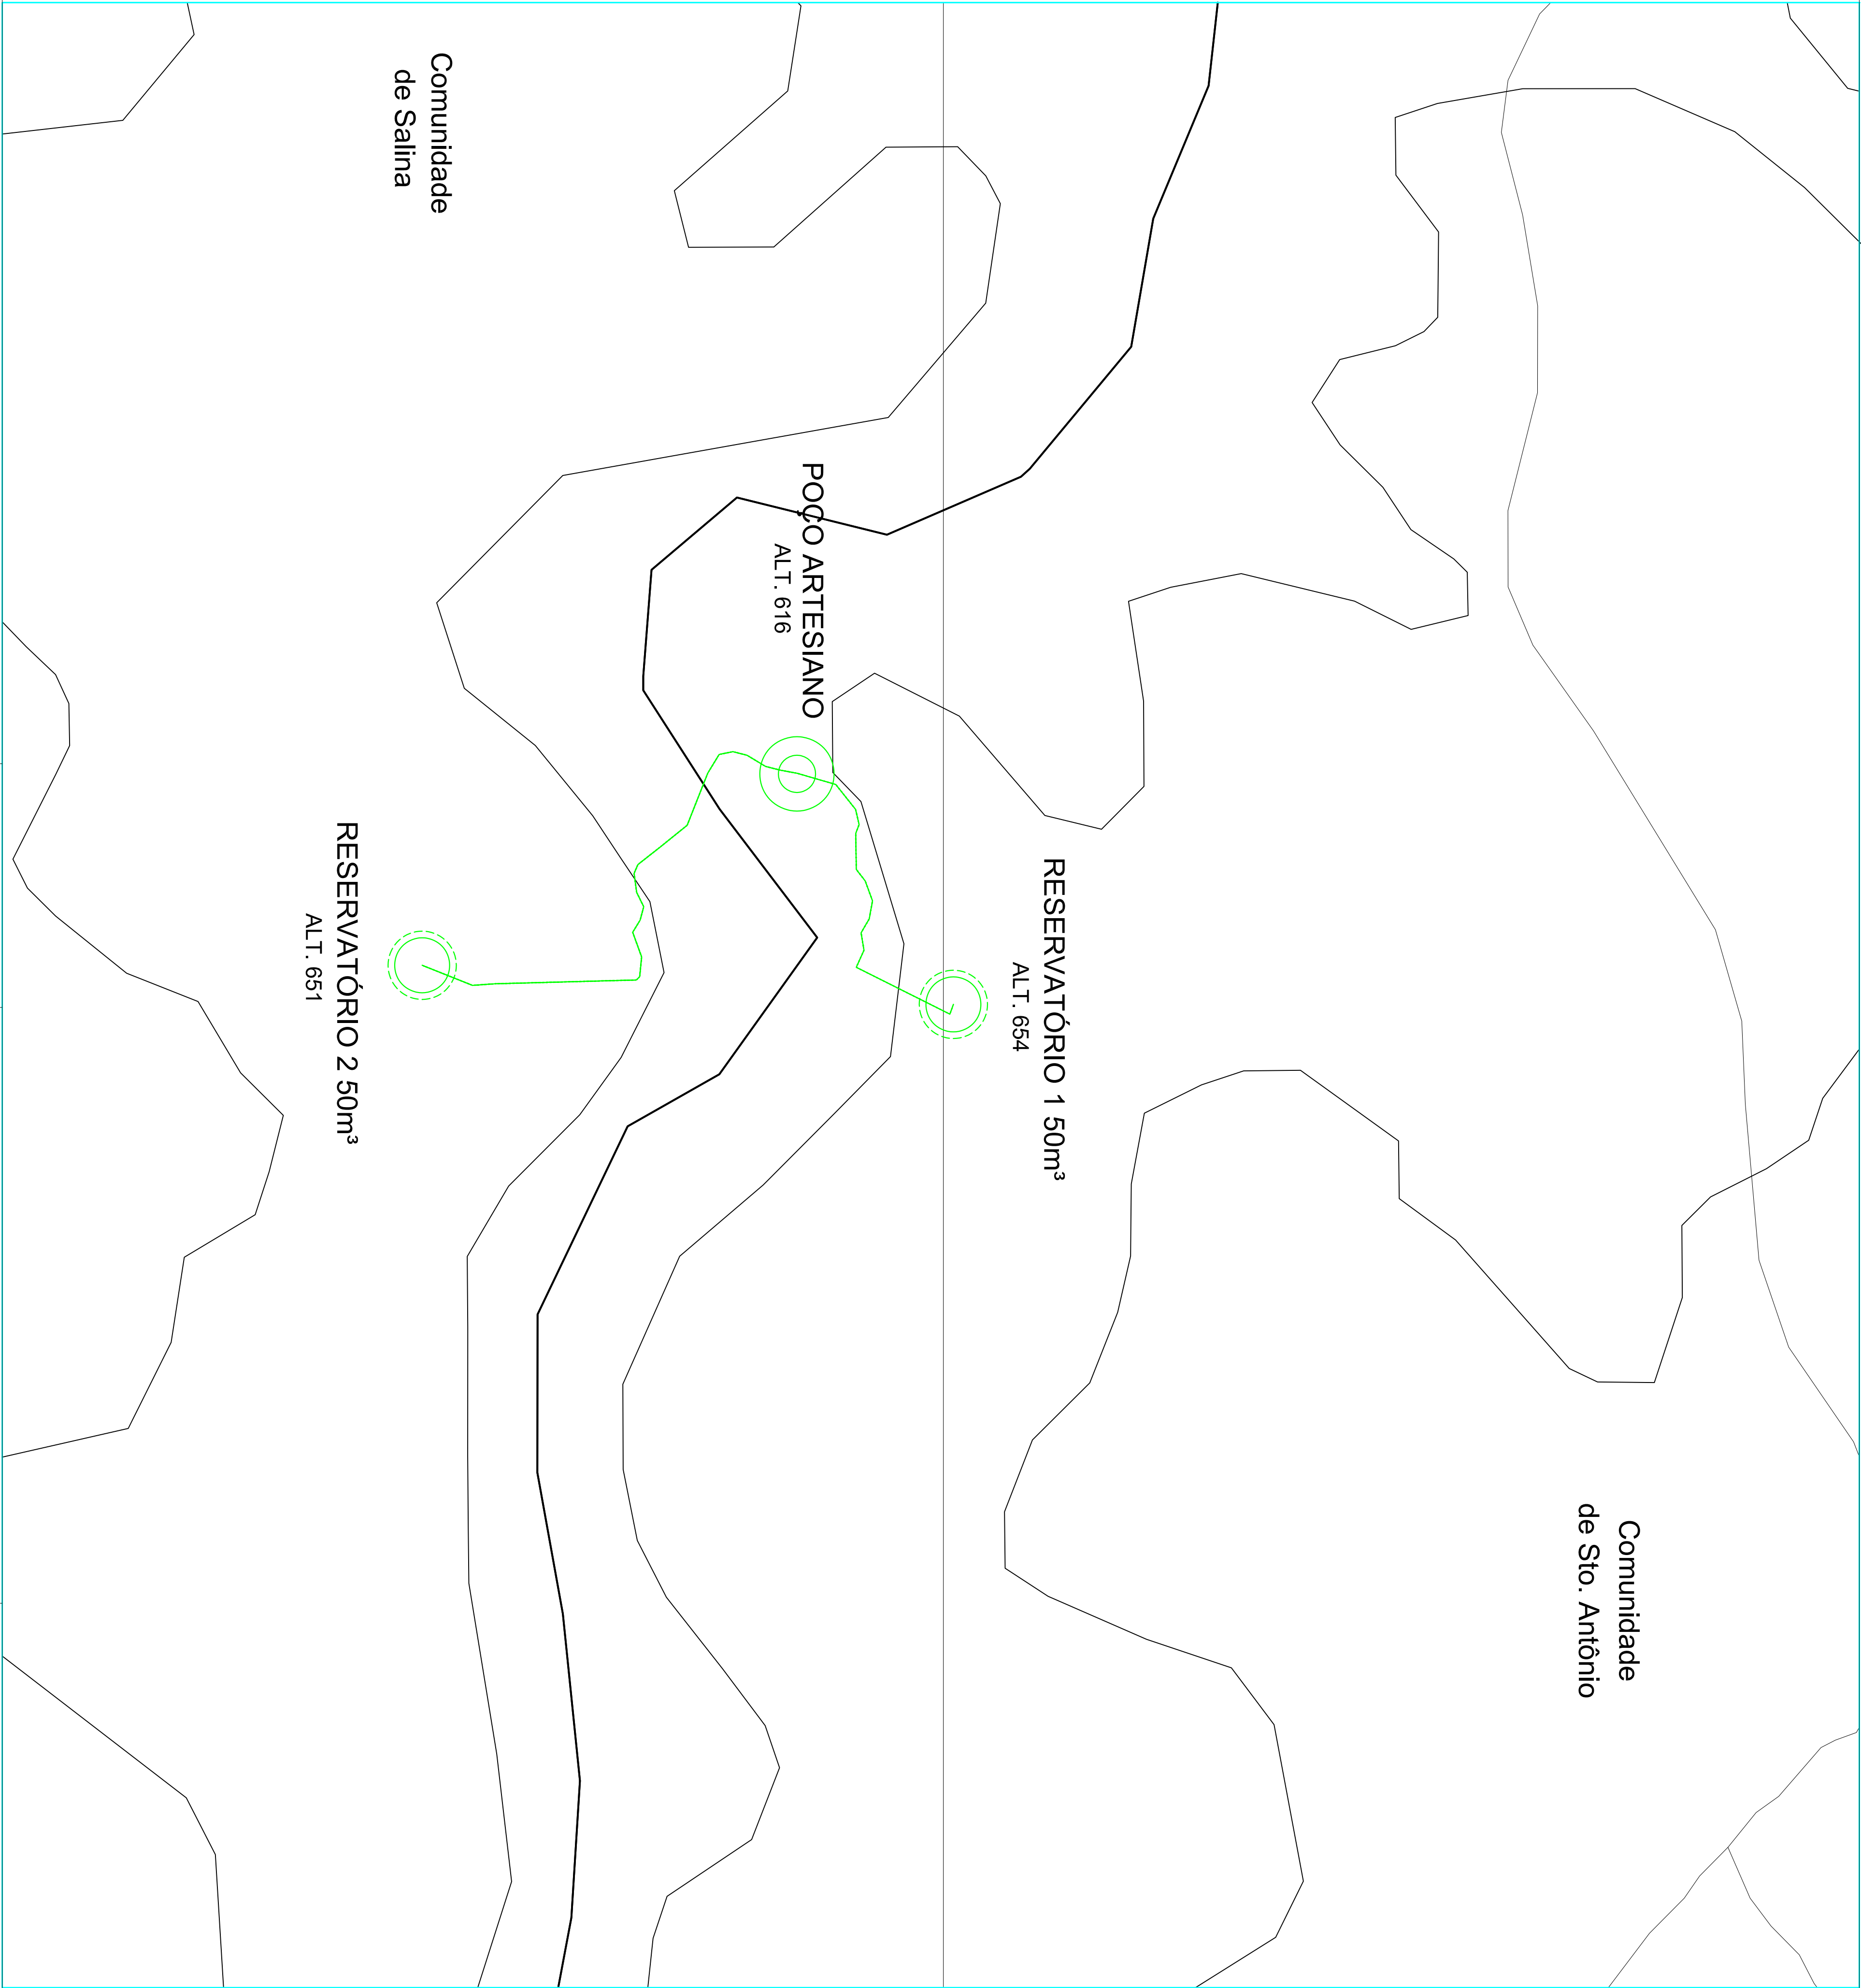 Comunidade
de Salina
POÇO ARTESIANO
ALT. 616
RESERVATÓRIO 1 50m³
ALT. 654
RESERVATÓRIO 2 50m³
ALT. 651
Comunidade
de Sto. Antônio